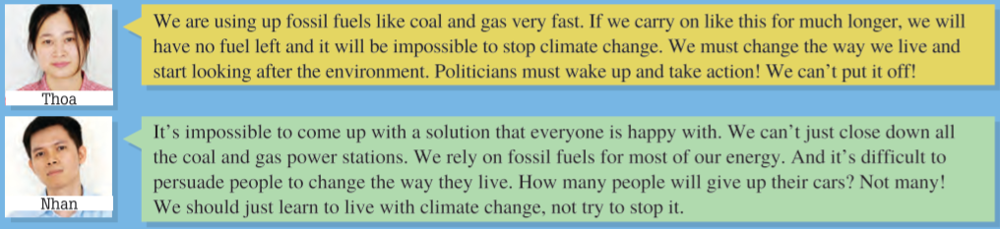 We are using up fossil fuels like coal and gas very fast. If we carry on like this for much longer, we will
have no fuel left and it will be impossible to stop climate change. We must change the way we live and
start looking after the environment. Politicians must wake up and take action! We can't put it off!
Thoa
It's impossible to come up with a solution that everyone is happy with. We can't just close down all
the coal and gas power stations. We rely on fossil fuels for most of our energy. And it's difficult to
persuade people to change the way they live. How many people will give up their cars? Not many!
We should just learn to live with climate change, not try to stop it.
Nhan